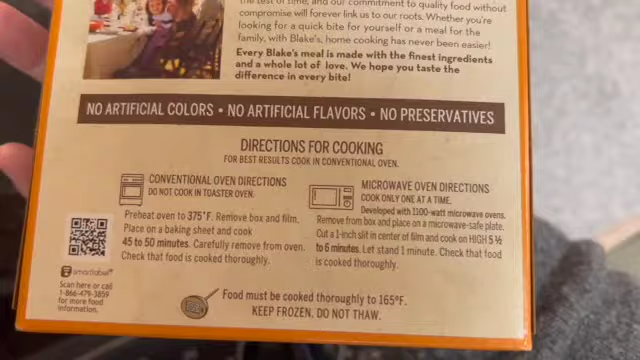 the test of time, and our commitment to quality food without
compromise will forever link us to our roots. Whether you're
looking for a quick bite for yourself or a meal for the
family, with Blake's, home cooking has never been easier!
Every Blake's meal is made with the finest ingredients
and a whole lot of love. We hope you taste the
difference in every bite!
NO ARTIFICIAL COLORS • NO ARTIFICIAL FLAVORS • NO PRESERVATIVES
DIRECTIONS FOR COOKING
FOR BEST RESULTS COOK IN CONVENTIONAL OVEN.
CONVENTIONAL OVEN DIRECTIONS
DO NOT COOK IN TOASTER OVEN.
Preheat oven to 375°F. Remove box and film.
Place on a baking sheet and cook
45 to 50 minutes. Carefully remove from oven.
Check that food is cooked thoroughly.
MICROWAVE OVEN DIRECTIONS
COOK ONLY ONE AT A TIME.
Developed with 1100-watt microwave ovens.
Remove from box and place on a microwave-safe plate.
Cut a 1-inch slit in center of film and cook on HIGH 5 ½
to 6 minutes. Let stand 1 minute. Check that food
is cooked thoroughly.
smartlabel®
Scan here or call
1-866-479-3859
for more food
information.
Food must be cooked thoroughly to 165°F.
KEEP FROZEN. DO NOT THAW.